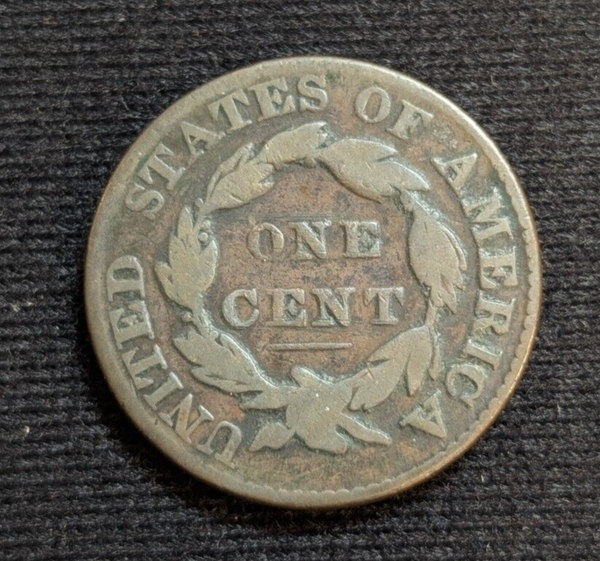 UNITED STATES OF AMERICA
ONE
CENT